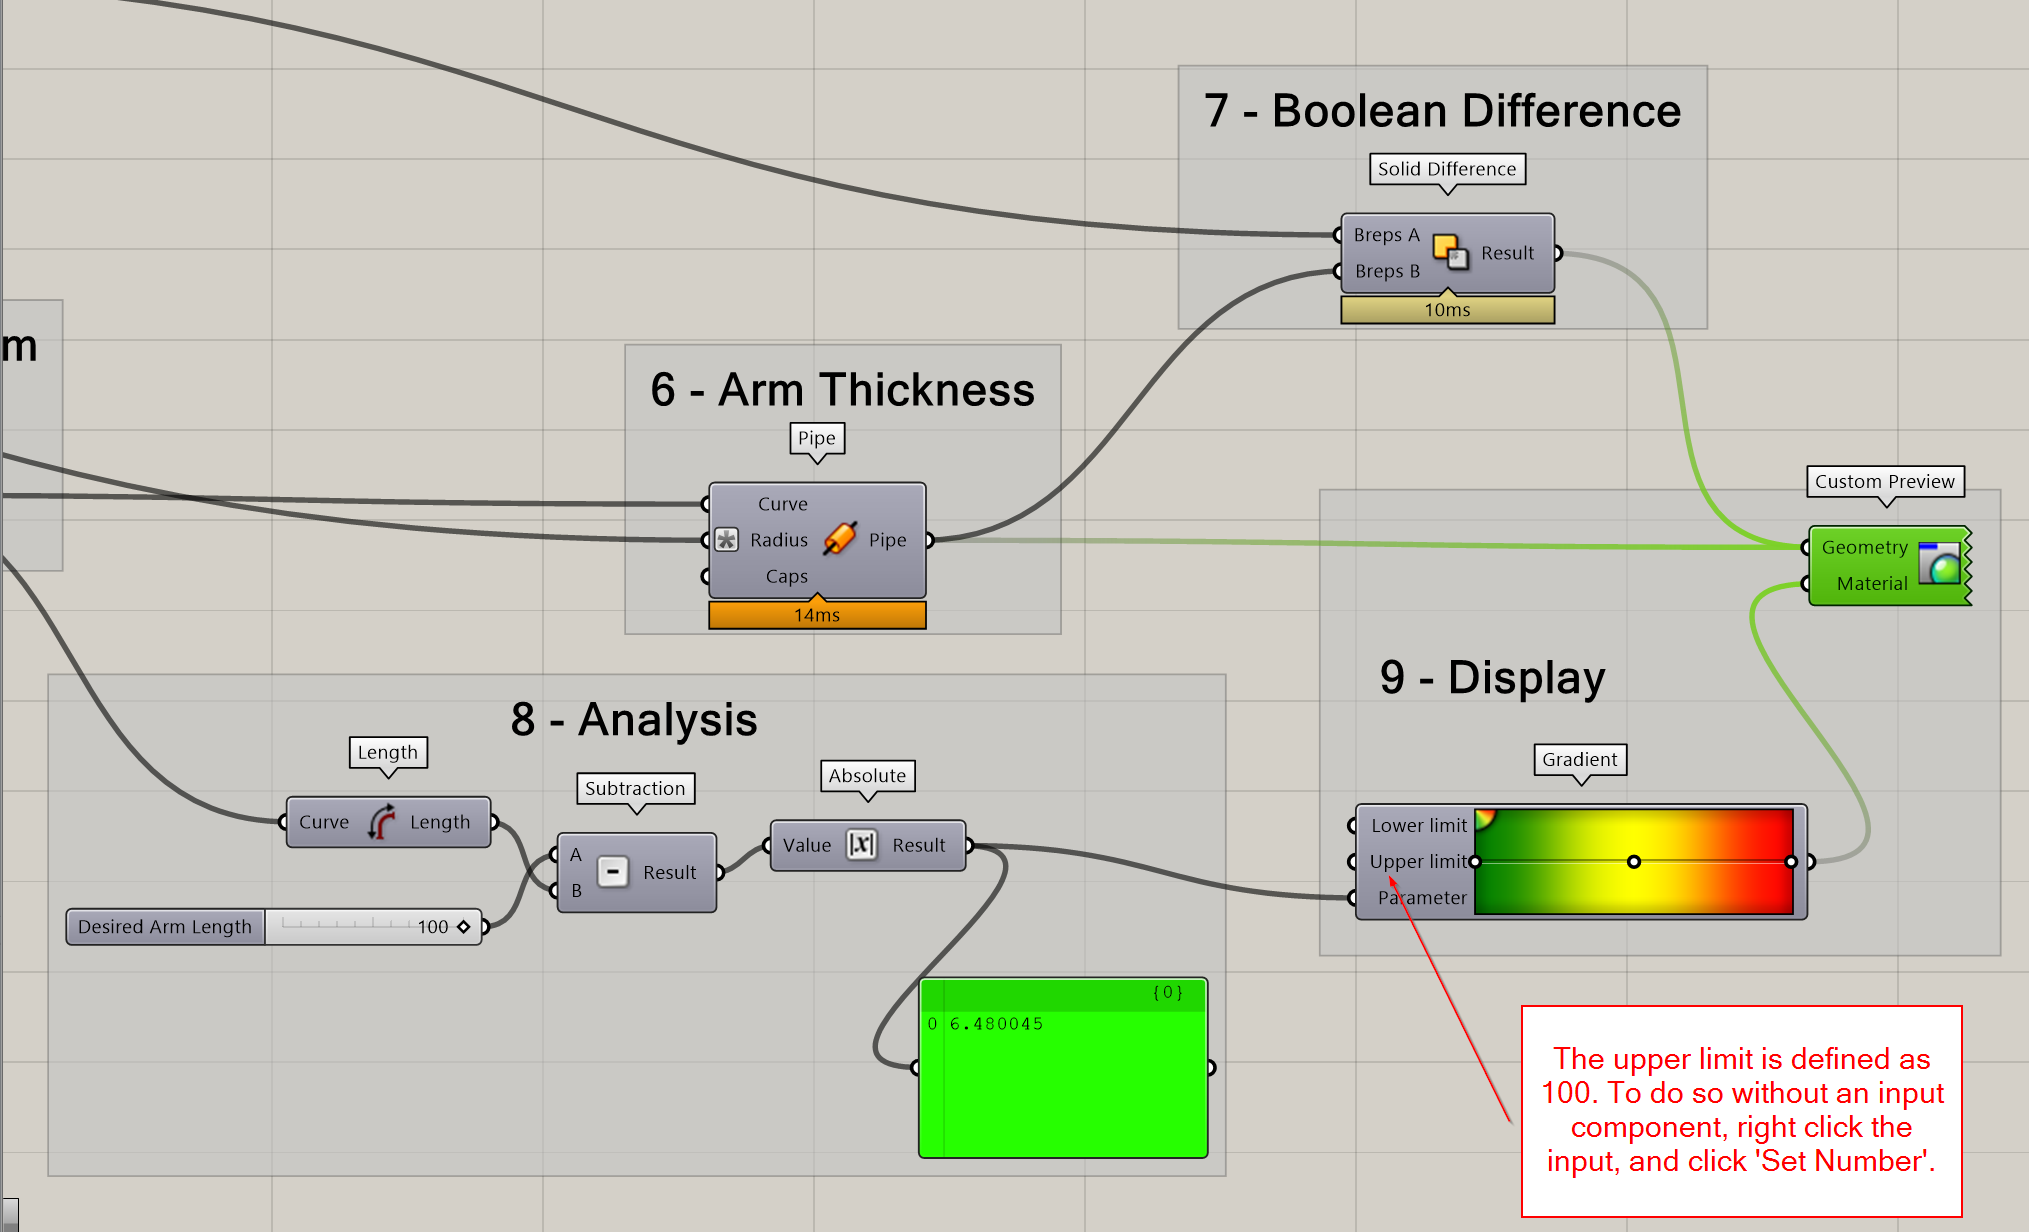 7 - Boolean Difference
Solid Difference
Breps A
Breps B
Result
10ms
m
6 - Arm Thickness
Pipe
Curve
Radius
Caps
Pipe
14ms
Custom Preview
Geometry
Material
8 - Analysis
Length
Curve
Length
Subtraction
A
B
Result
Absolute
Value
|x|
Result
Desired Arm Length
100
{0}
0 6.480045
9 - Display
Gradient
Lower limit
Upper limit
Parameter
The upper limit is defined as
100. To do so without an input
component, right click the
input, and click 'Set Number'.